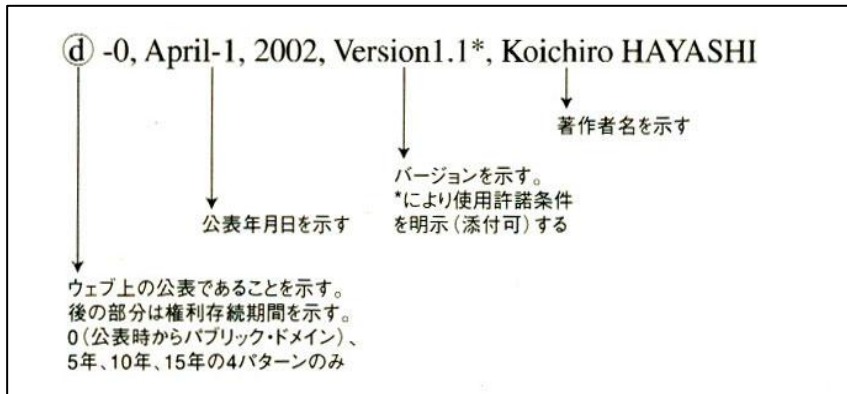 ⓓ -0, April-1, 2002, Version1.1*, Koichiro HAYASHI
著作者名を示す
バージョンを示す。
*により使用許諾条件
を明示(添付可)する
公表年月日を示す
ウェブ上の公表であることを示す。
後の部分は権利存続期間を示す。
0(公表時からパブリック・ドメイン)、
5年、10年、15年の4パターンのみ